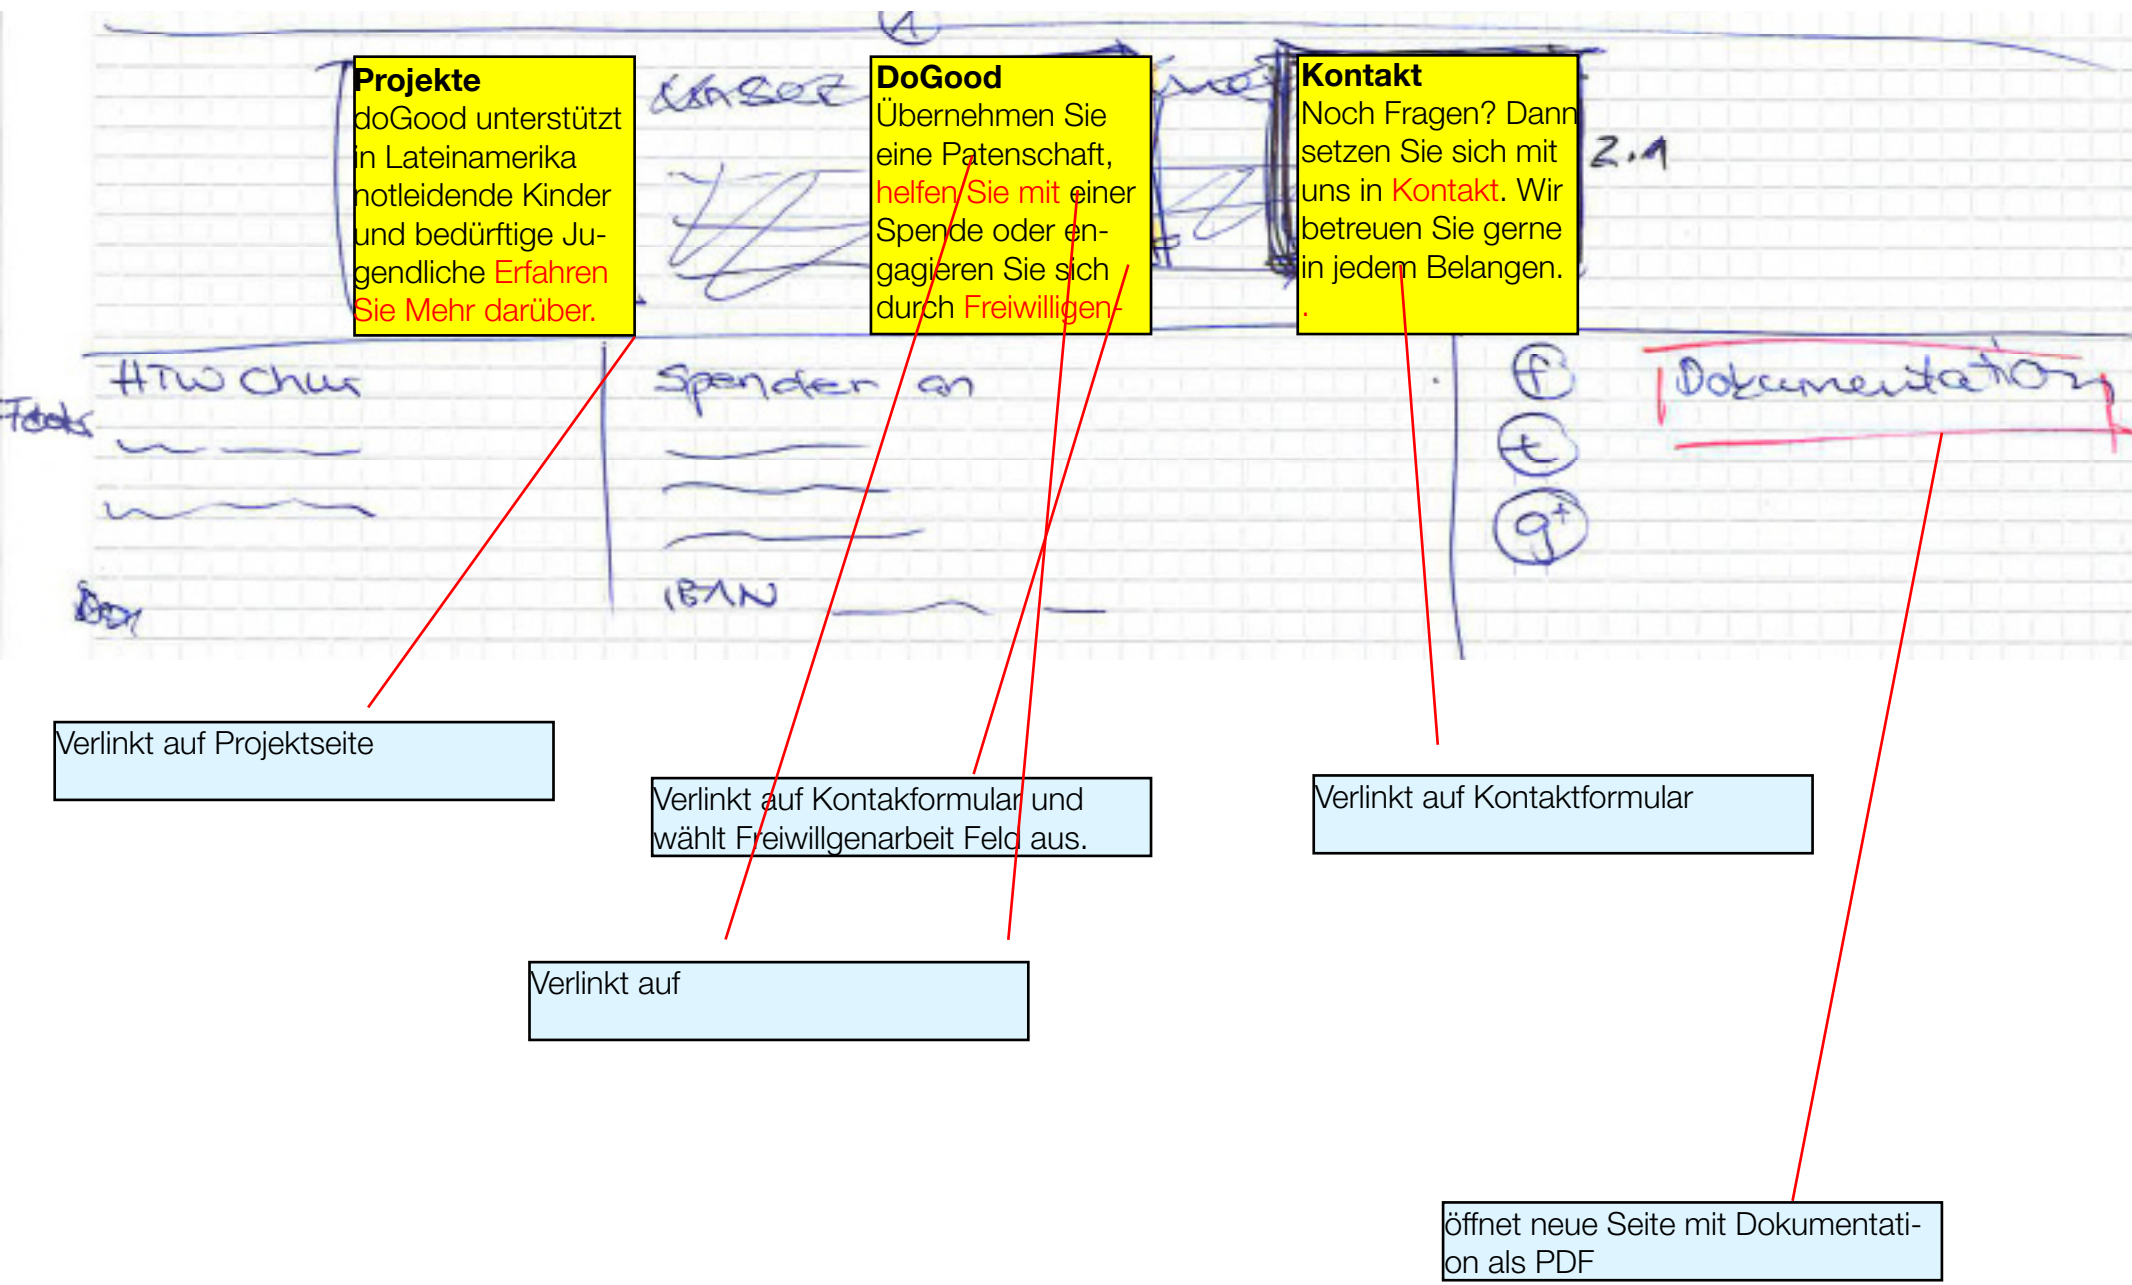 Projekte
doGood unterstützt
in Lateinamerika
notleidende Kinder
und bedürftige Ju-
gendliche Erfahren
Sie Mehr darüber.
DoGood
Übernehmen Sie
eine Patenschaft,
helfen Sie mit einer
Spende oder en-
gagieren Sie sich
durch Freiwilligen-
Kontakt
Noch Fragen? Dann
setzen Sie sich mit
uns in Kontakt. Wir
betreuen Sie gerne
in jedem Belangen.
.
2.1
HTW Chur
Spenden an
IBAN
f
t
g+
Dokumentation
Verlinkt auf Projektseite
Verlinkt auf Kontakformular und
wählt Freiwillgenarbeit Feld aus.
Verlinkt auf Kontaktformular
Verlinkt auf
öffnet neue Seite mit Dokumentati-
on als PDF